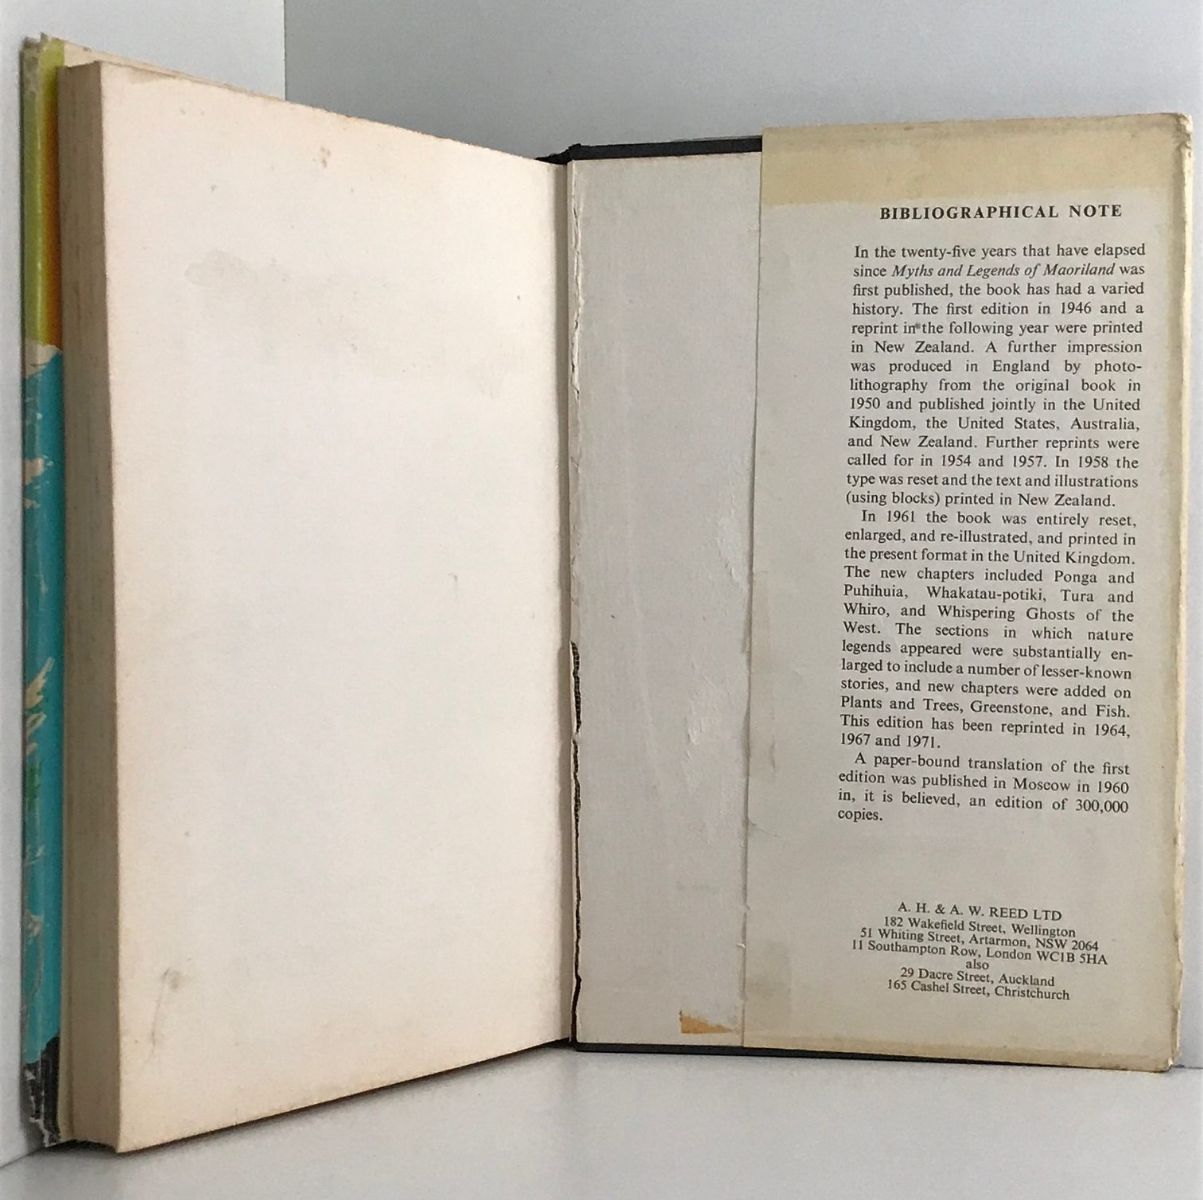 BIBLIOGRAPHICAL NOTE
In the twenty-five years that have elapsed
since Myths and Legends of Maoriland was
first published, the book has had a varied
history. The first edition in 1946 and a
reprint in the following year were printed
in New Zealand. A further impression
was produced in England by photo-
lithography from the original book in
1950 and published jointly in the United
Kingdom, the United States, Australia,
and New Zealand. Further reprints were
called for in 1954 and 1957. In 1958 the
type was reset and the text and illustrations
(using blocks) printed in New Zealand.
In 1961 the book was entirely reset,
enlarged, and re-illustrated, and printed in
the present format in the United Kingdom.
The new chapters included Ponga and
Puhihuia, Whakatau-potiki, Tura and
Whiro, and Whispering Ghosts of the
West. The sections in which nature
legends appeared were substantially en-
larged to include a number of lesser-known
stories, and new chapters were added on
Plants and Trees, Greenstone, and Fish.
This edition has been reprinted in 1964,
1967 and 1971.
A paper-bound translation of the first
edition was published in Moscow in 1960
in, it is believed, an edition of 300,000
copies.
A. H. & A. W. REED LTD
182 Wakefield Street, Wellington
51 Whiting Street, Artarmon, NSW 2064
11 Southampton Row, London WC1B 5HA
also
29 Dacre Street, Auckland
165 Cashel Street, Christchurch